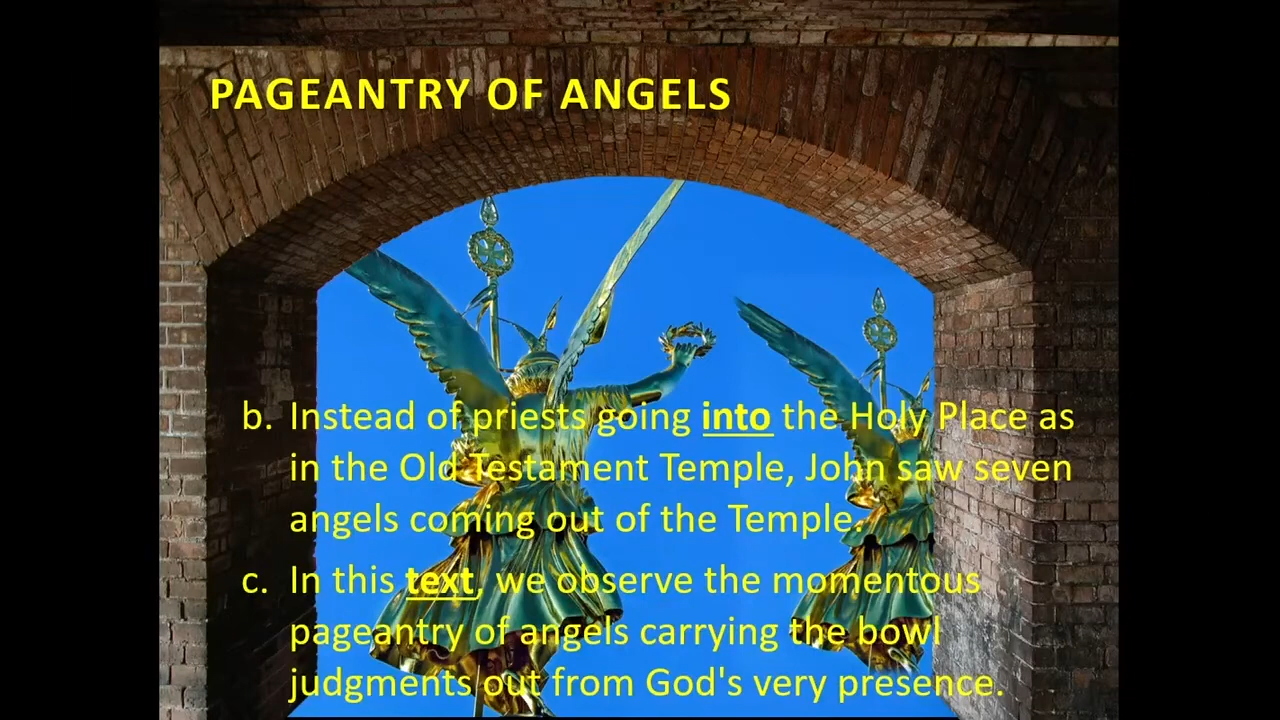 PAGEANTRY OF ANGELS
b. Instead of priests going into the Holy Place as
in the Old Testament Temple, John saw seven
angels coming out of the Temple.
c. In this text, we observe the momentous
pageantry of angels carrying the bowl
judgments out from God's very presence.